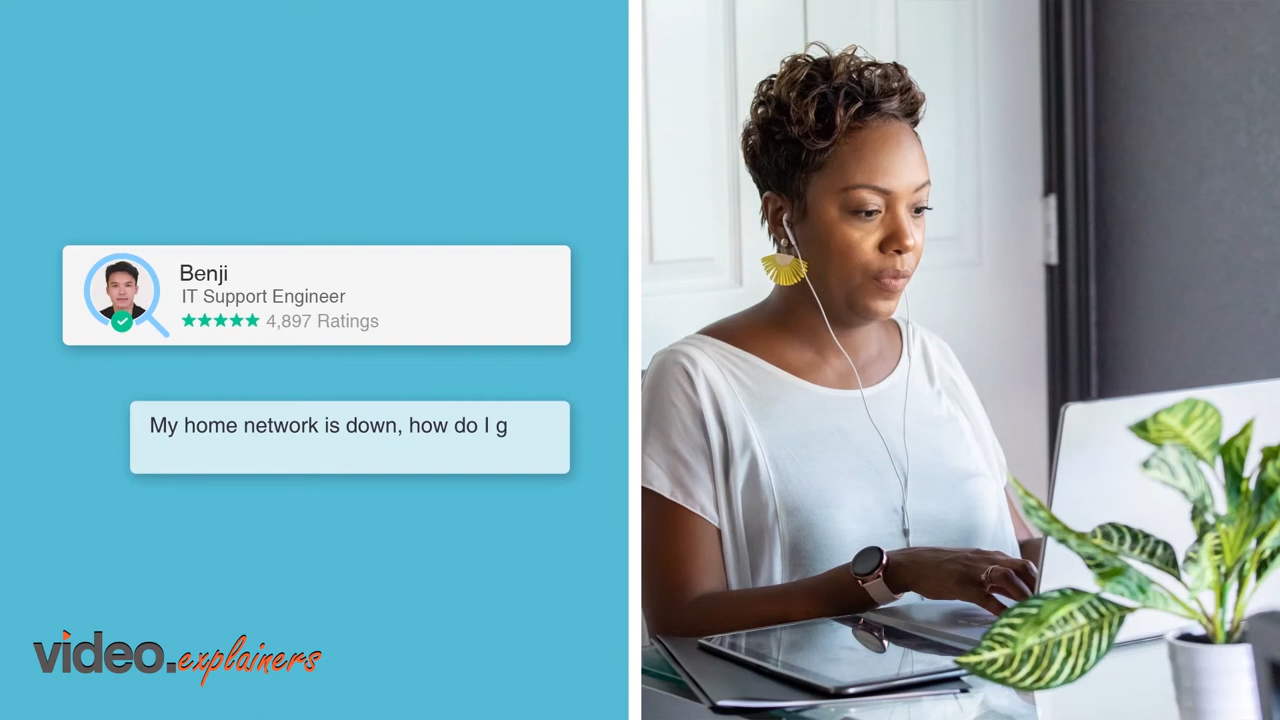 Benji
IT Support Engineer
4,897 Ratings
My home network is down, how do I g
video.explainers